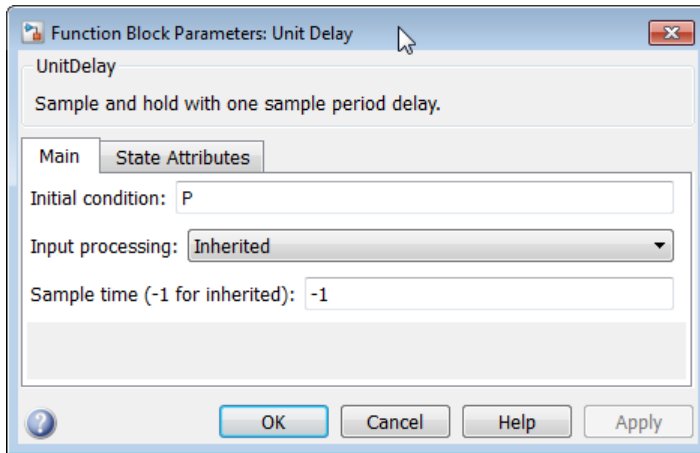 Function Block Parameters: Unit Delay
UnitDelay
Sample and hold with one sample period delay.
Main State Attributes
Initial condition: P
Input processing: Inherited
Sample time (-1 for inherited): -1
OK Cancel Help Apply